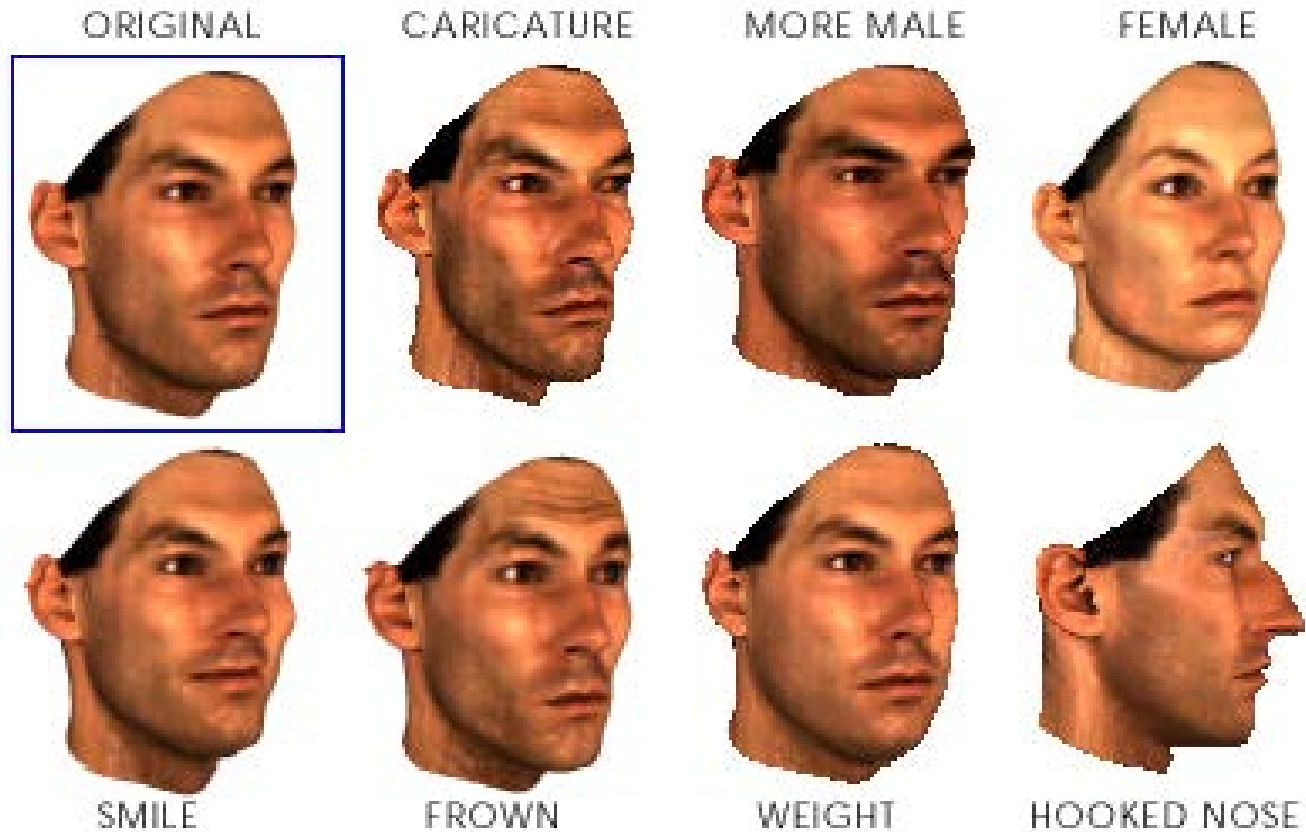 ORIGINAL
CARICATURE
MORE MALE
FEMALE
SMILE
FROWN
WEIGHT
HOOKED NOSE